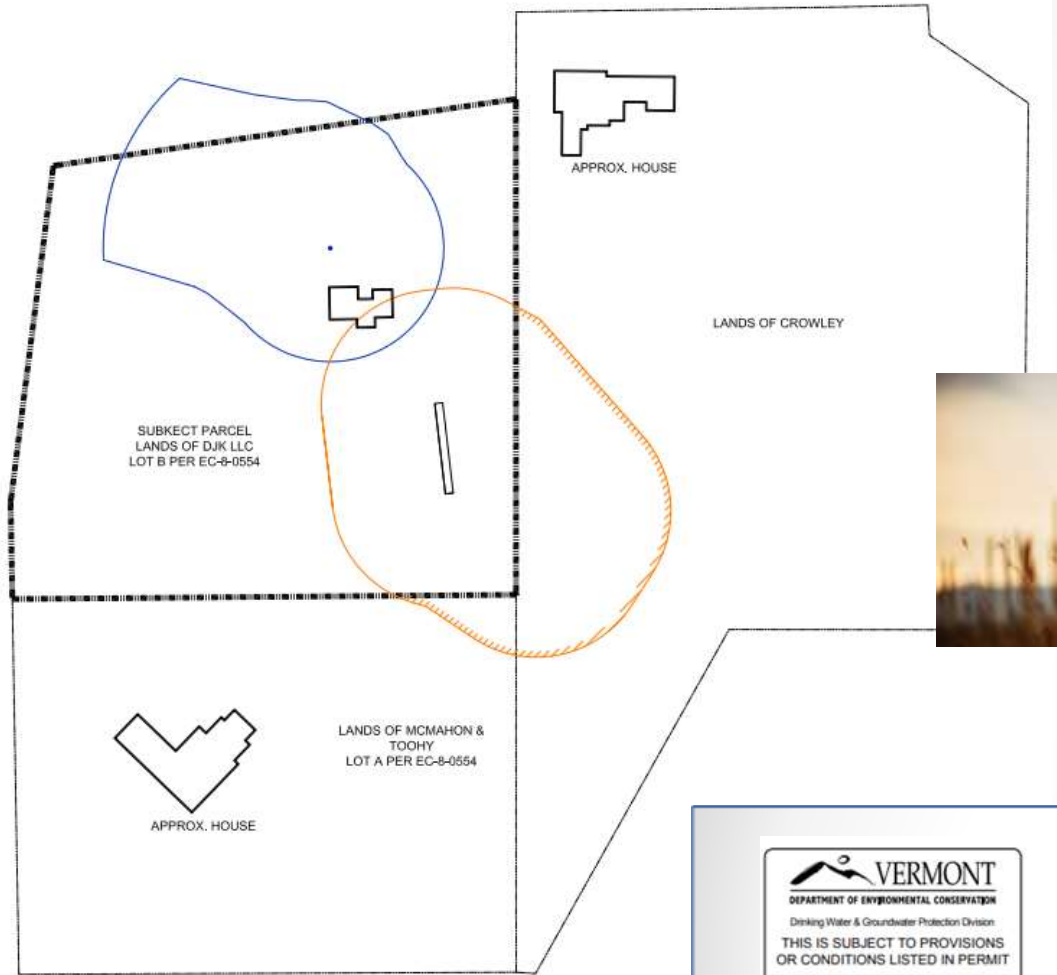 APPROX. HOUSE
LANDS OF CROWLEY
SUBKECT PARCEL
LANDS OF DJK LLC
LOT B PER EC-8-0554
LANDS OF MCMAHON &
TOOHY
LOT A PER EC-8-0554
APPROX. HOUSE
VERMONT
DEPARTMENT OF ENVIRONMENTAL CONSERVATION
Drinking Water & Groundwater Protection Division
THIS IS SUBJECT TO PROVISIONS
OR CONDITIONS LISTED IN PERMIT